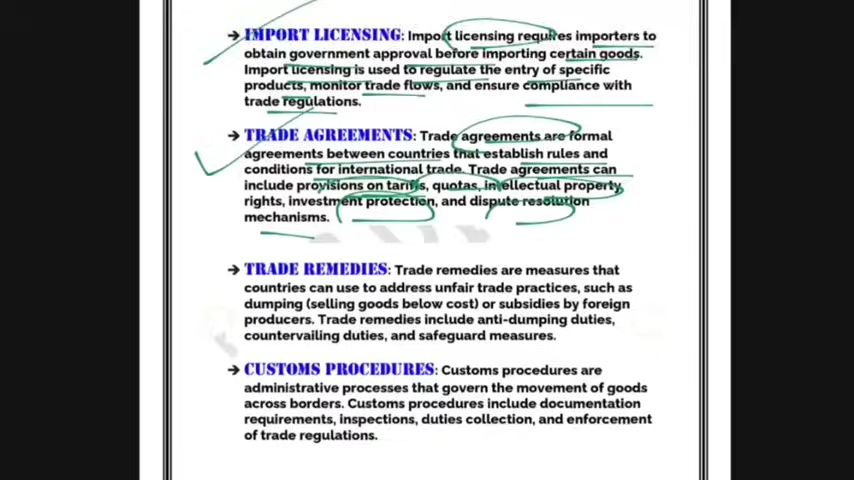 → IMPORT LICENSING: Import licensing requires importers to
obtain government approval before importing certain goods.
Import licensing is used to regulate the entry of specific
products, monitor trade flows, and ensure compliance with
trade regulations.
→ TRADE AGREEMENTS: Trade agreements are formal
agreements between countries that establish rules and
conditions for international trade. Trade agreements can
include provisions on tariffs, quotas, intellectual property
rights, investment protection, and dispute resolution
mechanisms.
→ TRADE REMEDIES: Trade remedies are measures that
countries can use to address unfair trade practices, such as
dumping (selling goods below cost) or subsidies by foreign
producers. Trade remedies include anti-dumping duties,
countervailing duties, and safeguard measures.
→ CUSTOMS PROCEDURES: Customs procedures are
administrative processes that govern the movement of goods
across borders. Customs procedures include documentation
requirements, inspections, duties collection, and enforcement
of trade regulations.